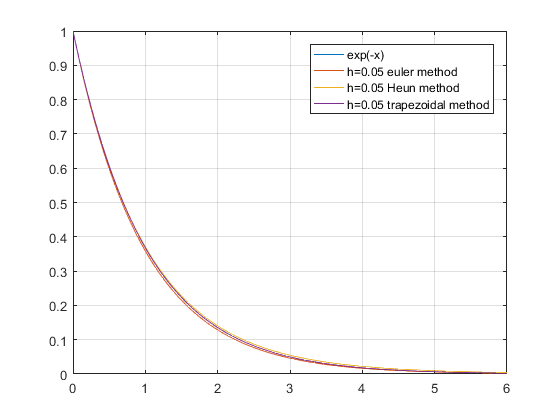 1
0.9
0.8
0.7
0.6
0.5
0.4
0.3
0.2
0.1
0
exp(-x)
h=0.05 euler method
h=0.05 Heun method
h=0.05 trapezoidal method
0 1 2 3 4 5 6